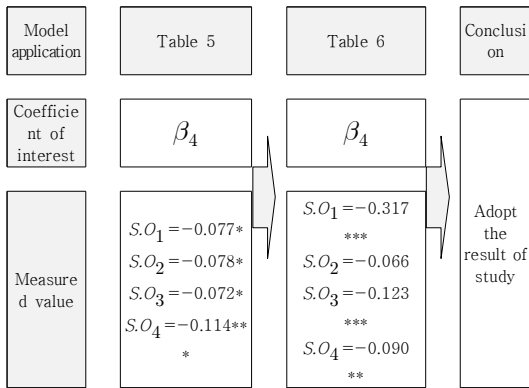 Model
application
Table 5
Table 6
Conclusi
on
Coefficie
nt of
interest
β4
β4
Measure
d value
S.O1=-0.077*
S.O2=-0.078*
S.O3=-0.072*
S.O4=-0.114**
*
S.O1=-0.317
***
S.O2=-0.066
S.O3=-0.123
***
S.O4=-0.090
**
Adopt
the
result of
study